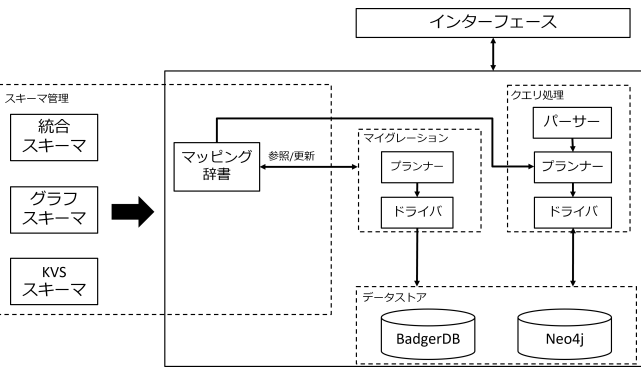 インターフェース
スキーマ管理
統合
スキーマ
グラフ
スキーマ
KVS
スキーマ
マッピング
辞書
参照/更新
マイグレーション
プランナー
ドライバ
クエリ処理
パーサー
プランナー
ドライバ
データストア
BadgerDB
Neo4j